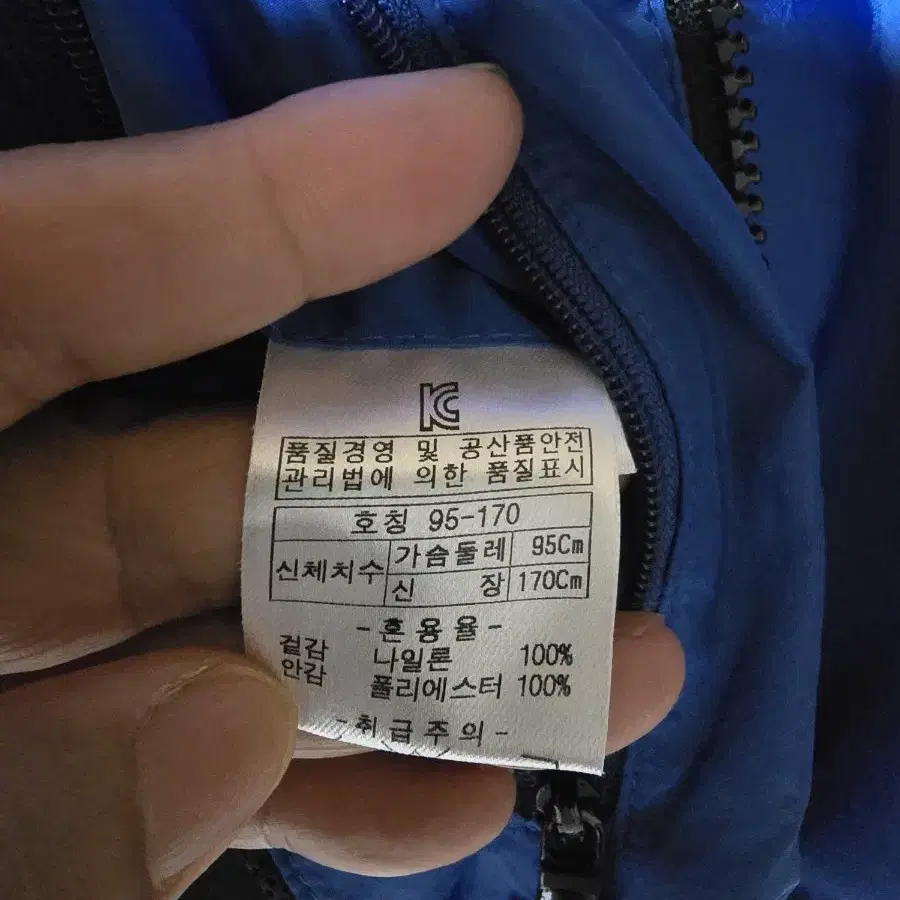 KC
품질경영 및 공산품안전
관리법에 의한 품질표시
호칭 95-170
신체치수 가슴둘레 95Cm
신 장 170Cm
-혼용율-
겉감 나일론 100%
안감 폴리에스터 100%
-취급주의-